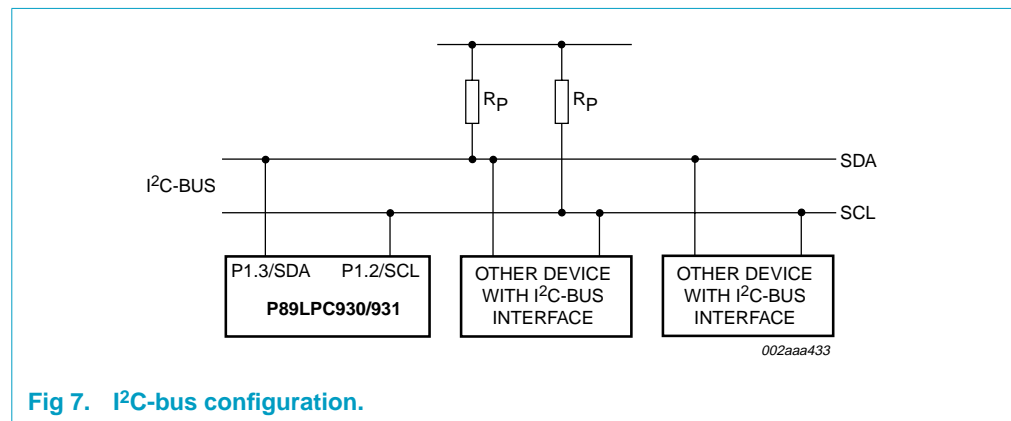 RP RP
SDA
I2C-BUS
SCL
P1.3/SDA P1.2/SCL
P89LPC930/931
OTHER DEVICE
WITH I2C-BUS
INTERFACE
OTHER DEVICE
WITH I2C-BUS
INTERFACE
002aaa433
Fig 7. I2C-bus configuration.